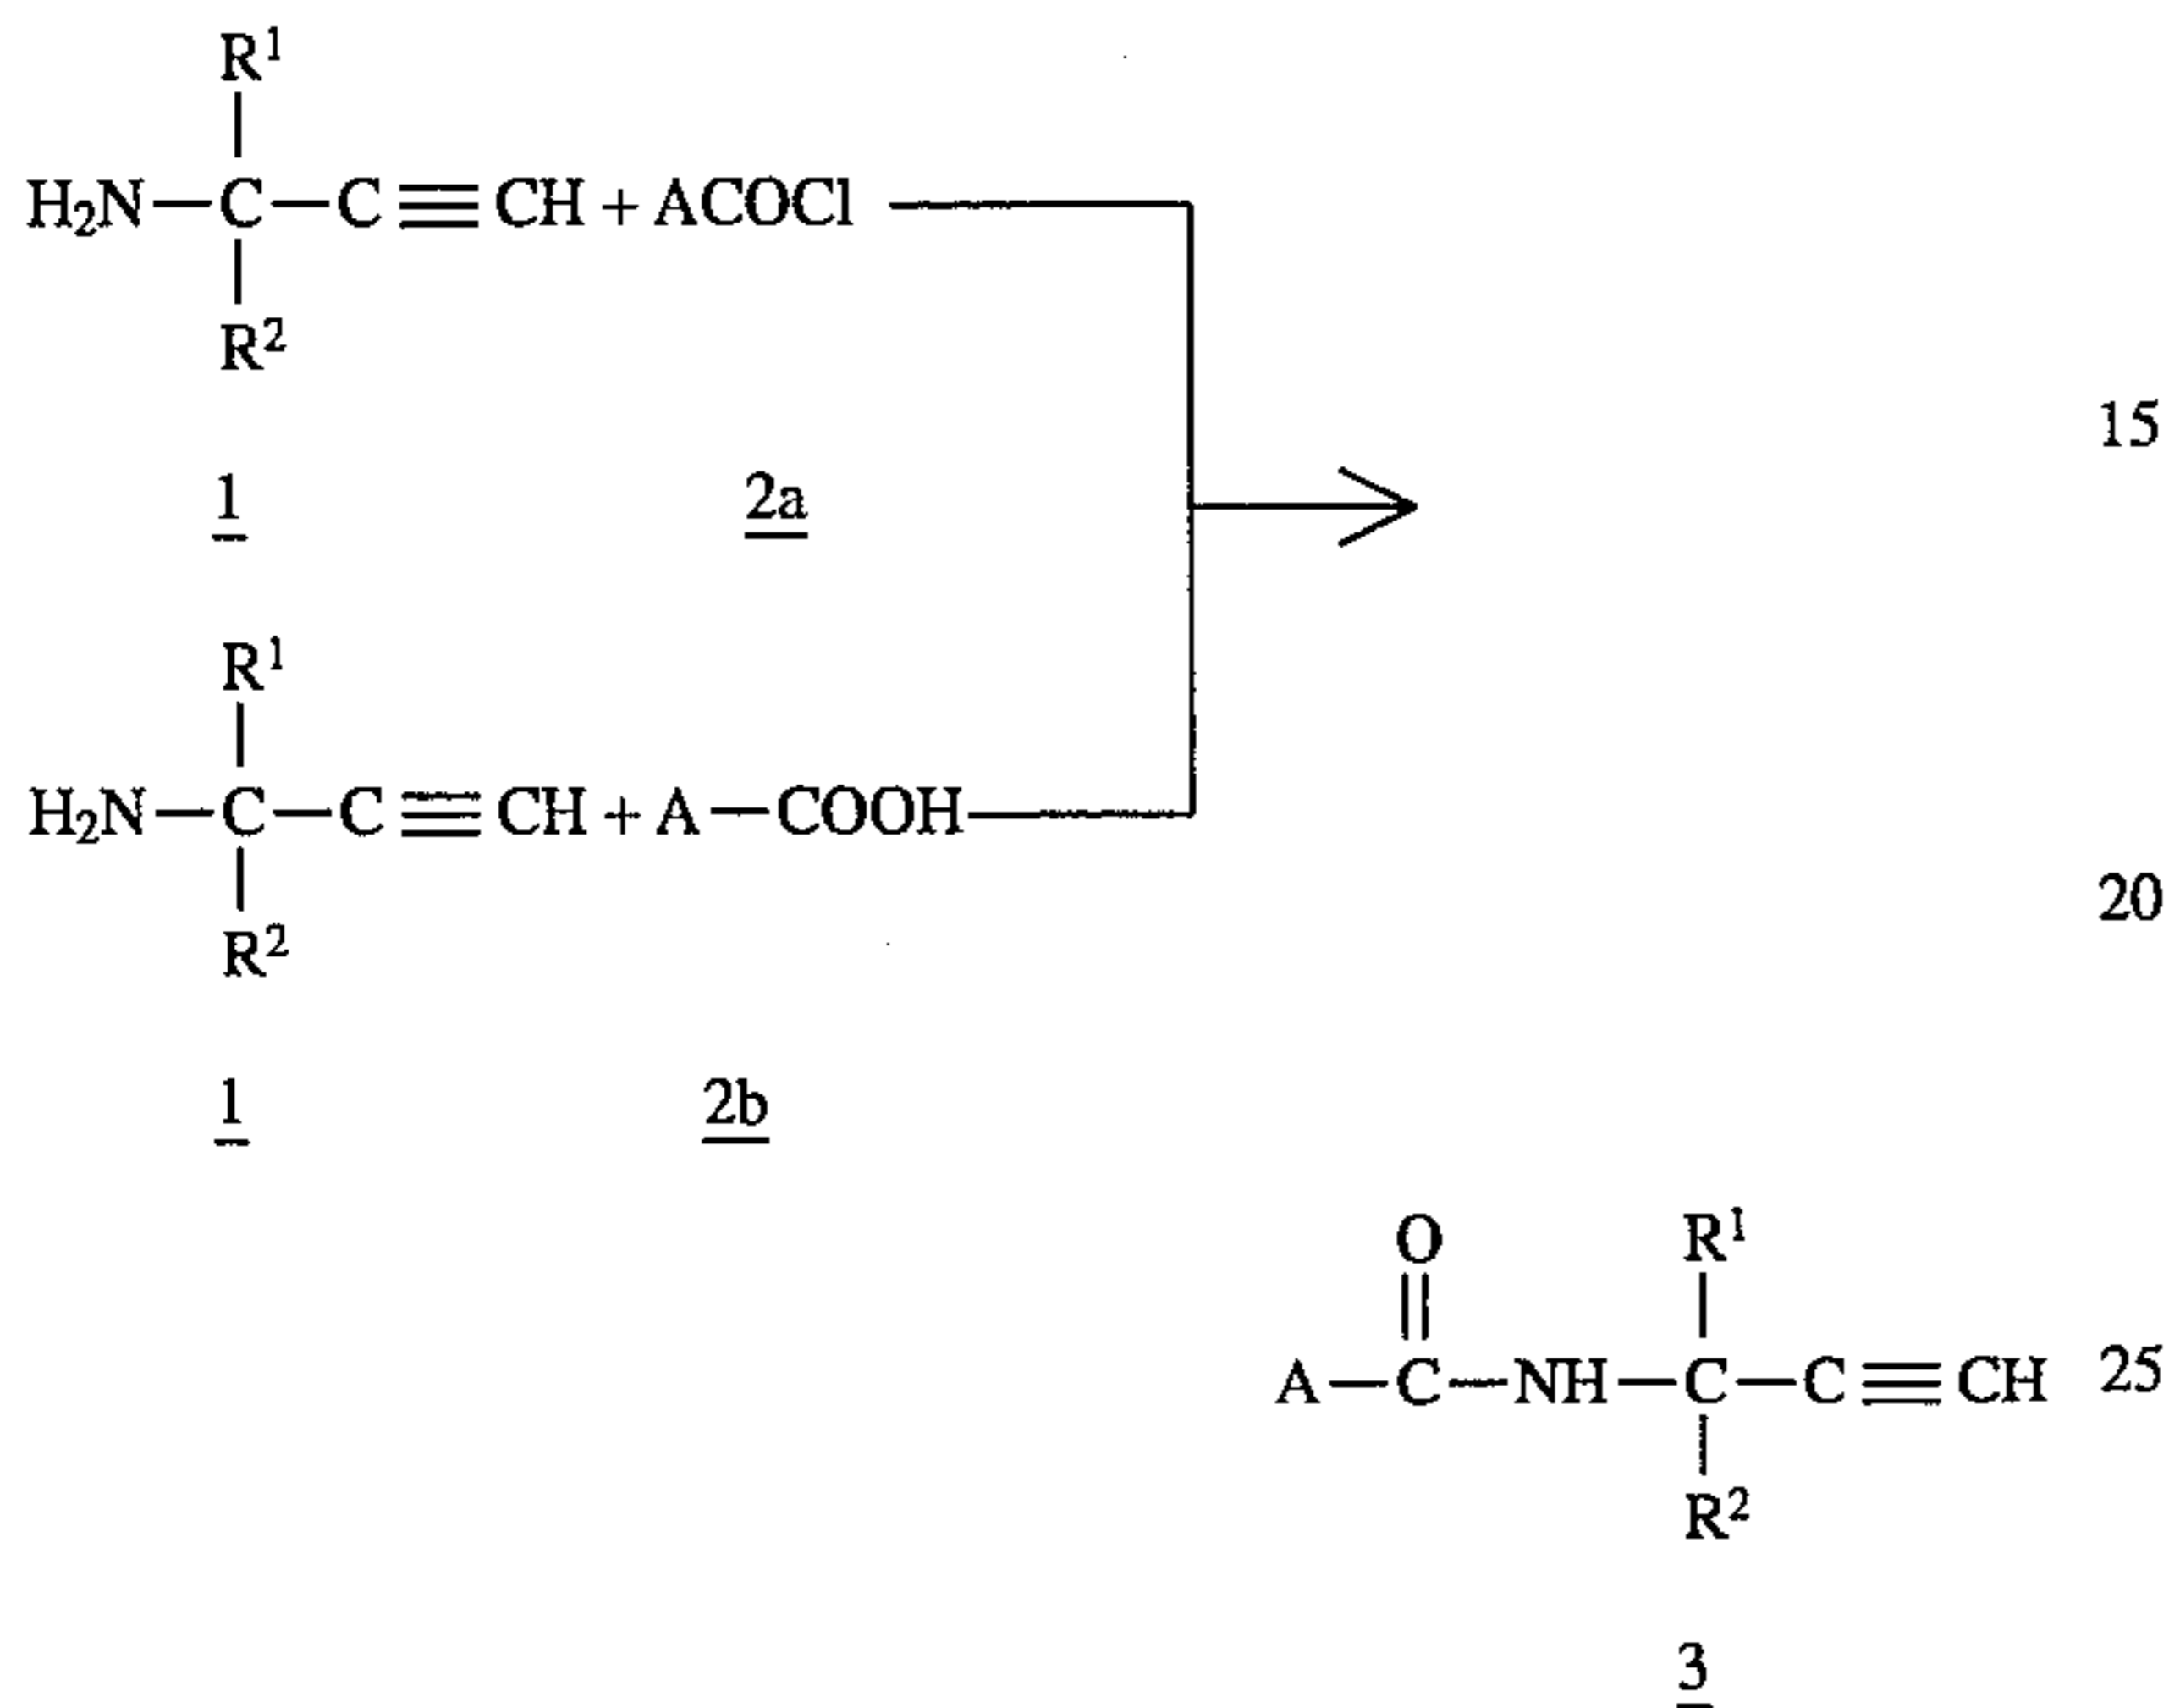 R¹
H₂N—C—C≡CH + ACOCl
R²
15
1 2a
R¹
H₂N—C—C≡CH + A—COOH
20
R²
1 2b
O R¹
A—C—NH—C—C≡CH 25
R²
3